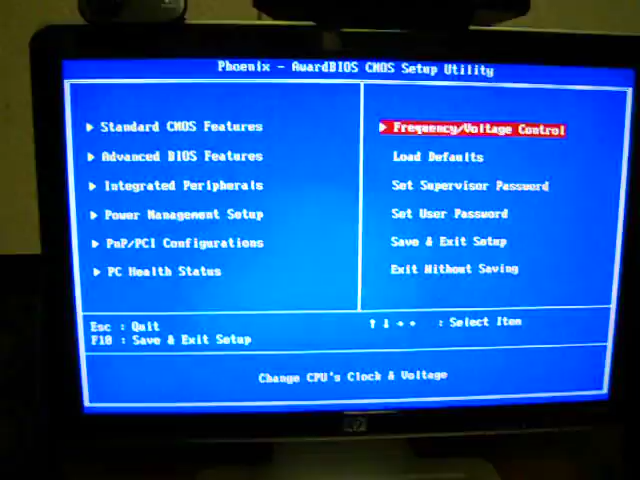 Phoenix - AwardBIOS CMOS Setup Utility
Standard CMOS Features
Advanced BIOS Features
Integrated Peripherals
Power Management Setup
PnP/PCI Configurations
PC Health Status
Frequency/Voltage Control
Load Defaults
Set Supervisor Password
Set User Password
Save & Exit Setup
Exit Without Saving
Esc : Quit
F10 : Save & Exit Setup
↑ ↓ → ← : Select Item
Change CPU's Clock & Voltage
hp